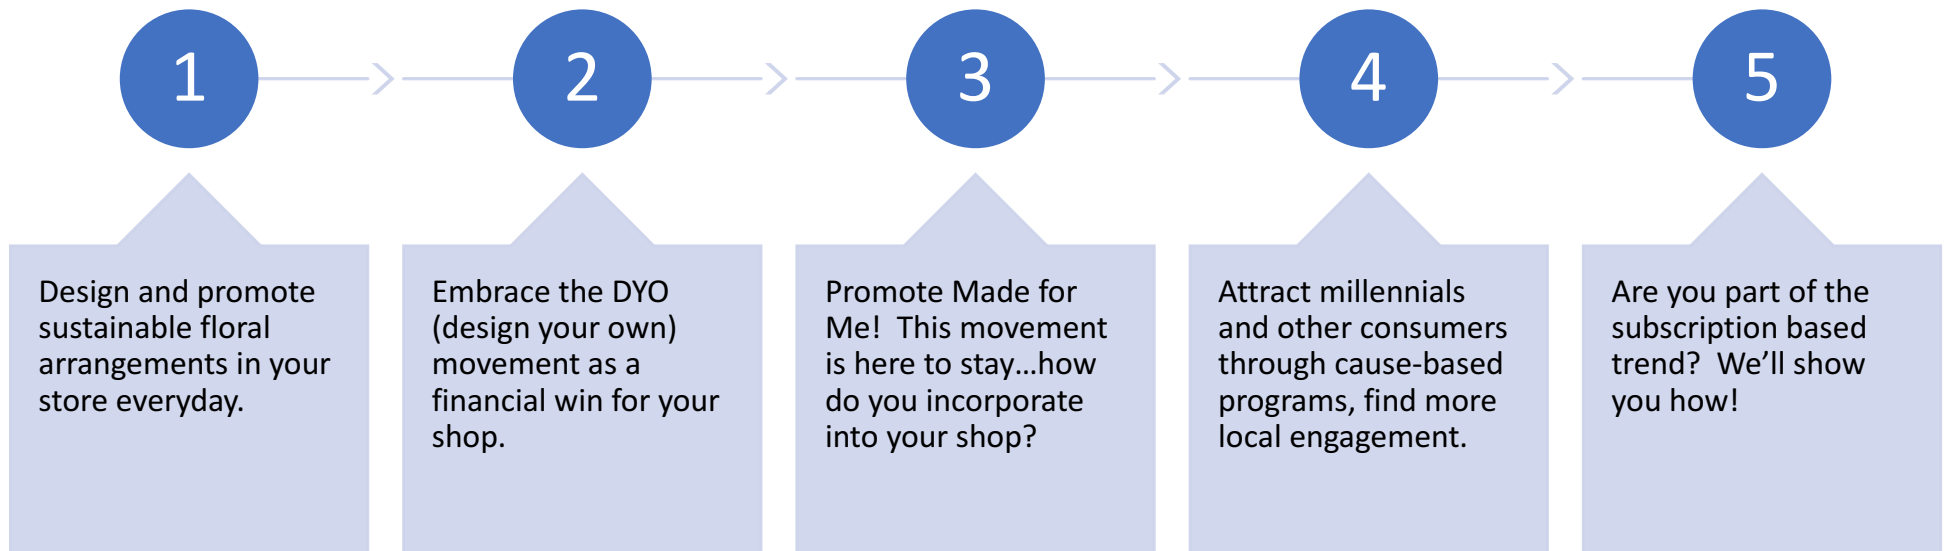 1
2
3
4
5
Design and promote
sustainable floral
arrangements in your
store everyday.
Embrace the DYO
(design your own)
movement as a
financial win for your
shop.
Promote Made for
Me!  This movement
is here to stay…how
do you incorporate
into your shop?
Attract millennials
and other consumers
through cause-based
programs, find more
local engagement.
Are you part of the
subscription based
trend?  We’ll show
you how!